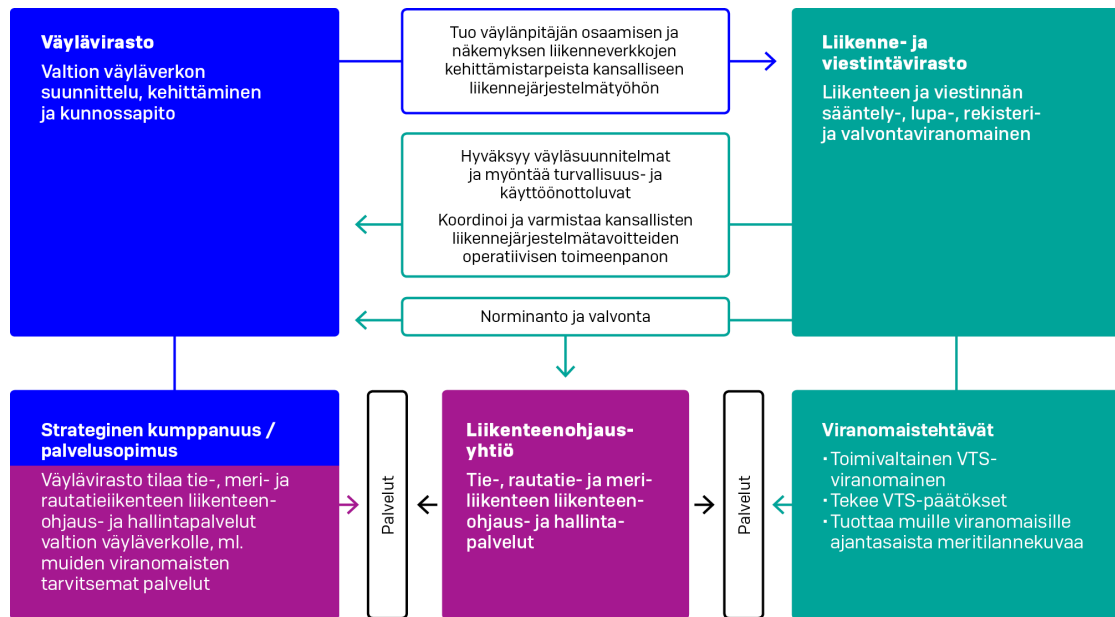 Väylävirasto
Valtion väyläverkon
suunnittelu, kehittäminen
ja kunnossapito
Tuo väylänpitäjän osaamisen ja
näkemyksen liikenneverkkojen
kehittämistarpeista kansalliseen
liikennejärjestelmätyöhön
Liikenne- ja
viestintävirasto
Liikenteen ja viestinnän
sääntely-, lupa-, rekisteri-
ja valvontaviranomainen
Hyväksyy väyläsuunnitelmat
ja myöntää turvallisuus- ja
käyttöönottoluvat
Koordinoi ja varmistaa kansallisten
liikennejärjestelmätavoitteiden
operatiivisen toimeenpanon
Norminanto ja valvonta
Strateginen kumppanuus /
palvelusopimus
Väylävirasto tilaa tie-, meri- ja
rautatieiikenteen liikenteen-
ohjaus- ja hallintapalvelut
valtion väyläverkolle, ml.
muiden viranomaisten
tarvitsemat palvelut
Palvelut
Liikenteenohjaus-
yhtiö
Tie-, rautatie- ja meri-
liikenteen liikenteen-
ohjaus- ja hallinta-
palvelut
Palvelut
Viranomaistehtävät
• Toimivaltainen VTS-
viranomainen
• Tekee VTS-päätökset
• Tuottaa muille viranomaisille
ajantasaista meritilannekuvaa